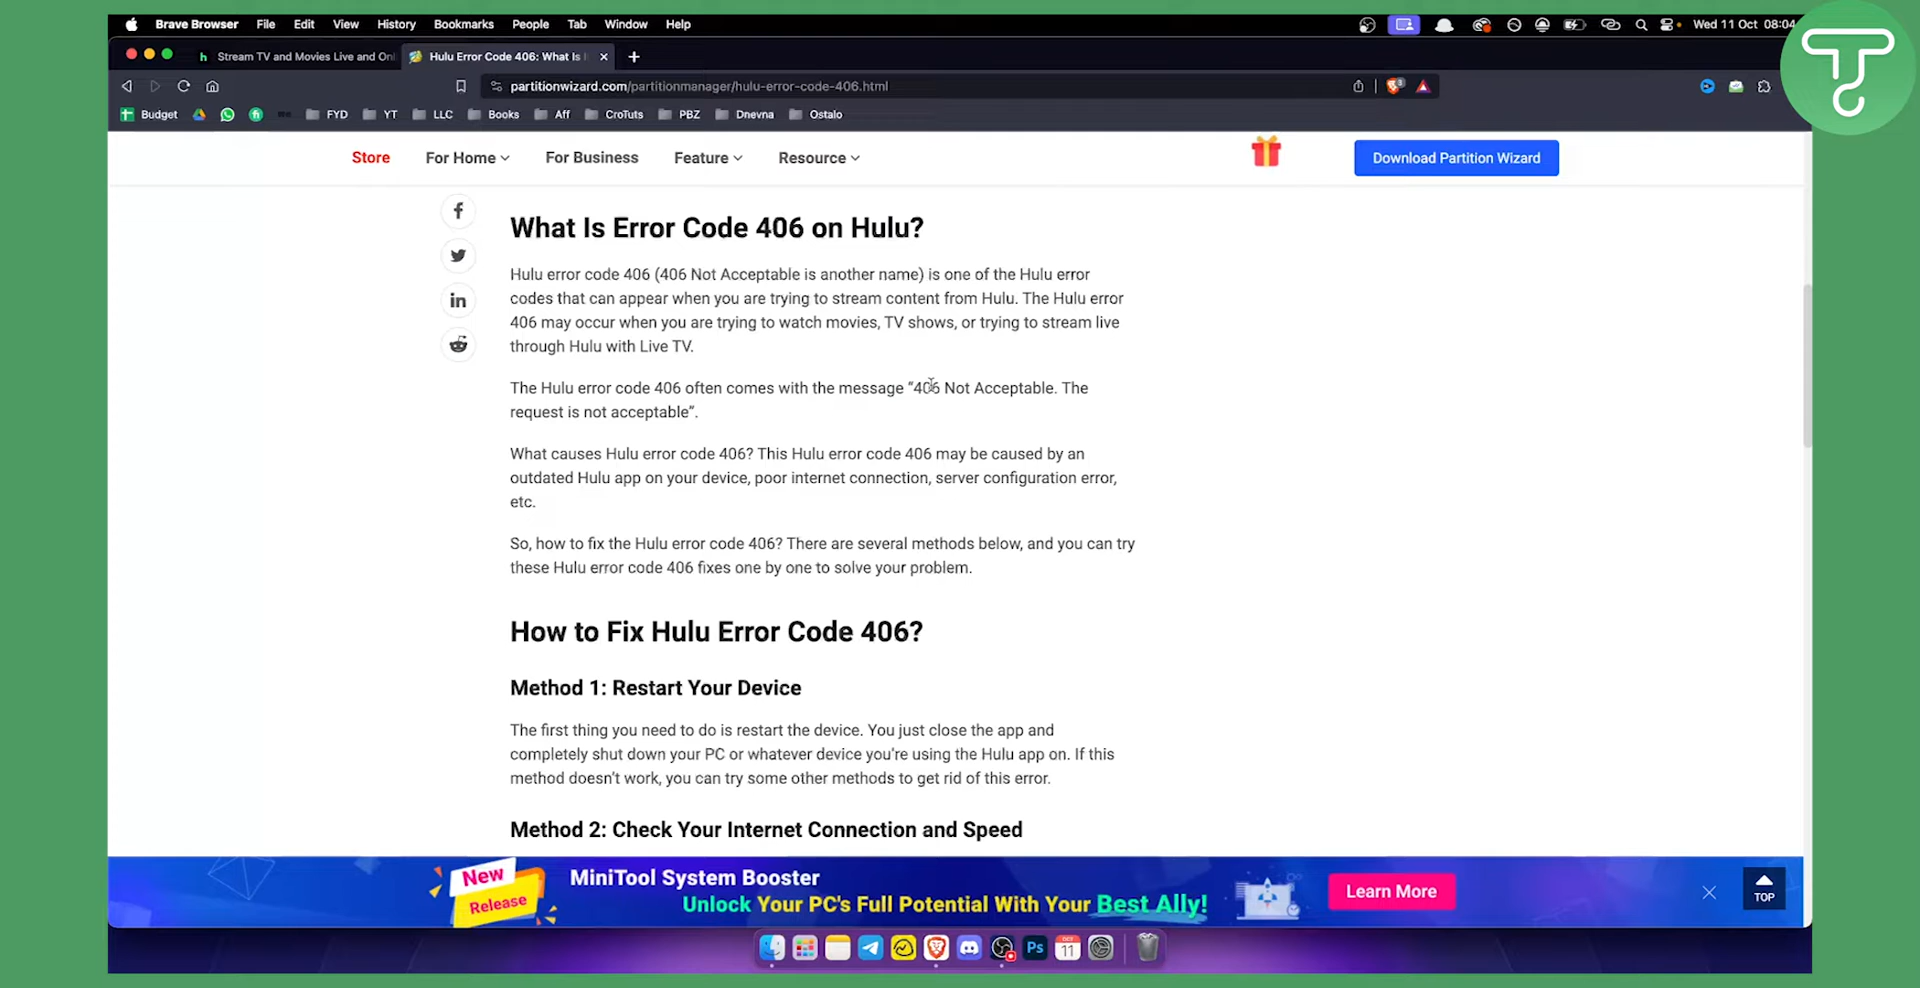 Brave Browser File Edit View History Bookmarks People Tab Window Help Wed 11 Oct 08:04
h Stream TV and Movies Live and Onl Hulu Error Code 406: What Is
partitionwizard.com/partitionmanager/hulu-error-code-406.html
Budget FYD YT LLC Books Aff CroTuts PBZ Dnevna Ostalo
Store For Home For Business Feature Resource Download Partition Wizard
What Is Error Code 406 on Hulu?
Hulu error code 406 (406 Not Acceptable is another name) is one of the Hulu error
codes that can appear when you are trying to stream content from Hulu. The Hulu error
406 may occur when you are trying to watch movies, TV shows, or trying to stream live
through Hulu with Live TV.
The Hulu error code 406 often comes with the message “406 Not Acceptable. The
request is not acceptable”.
What causes Hulu error code 406? This Hulu error code 406 may be caused by an
outdated Hulu app on your device, poor internet connection, server configuration error,
etc.
So, how to fix the Hulu error code 406? There are several methods below, and you can try
these Hulu error code 406 fixes one by one to solve your problem.
How to Fix Hulu Error Code 406?
Method 1: Restart Your Device
The first thing you need to do is restart the device. You just close the app and
completely shut down your PC or whatever device you're using the Hulu app on. If this
method doesn't work, you can try some other methods to get rid of this error.
Method 2: Check Your Internet Connection and Speed
New
Release
MiniTool System Booster
Unlock Your PC's Full Potential With Your Best Ally!
Learn More
TOP
Ps
11